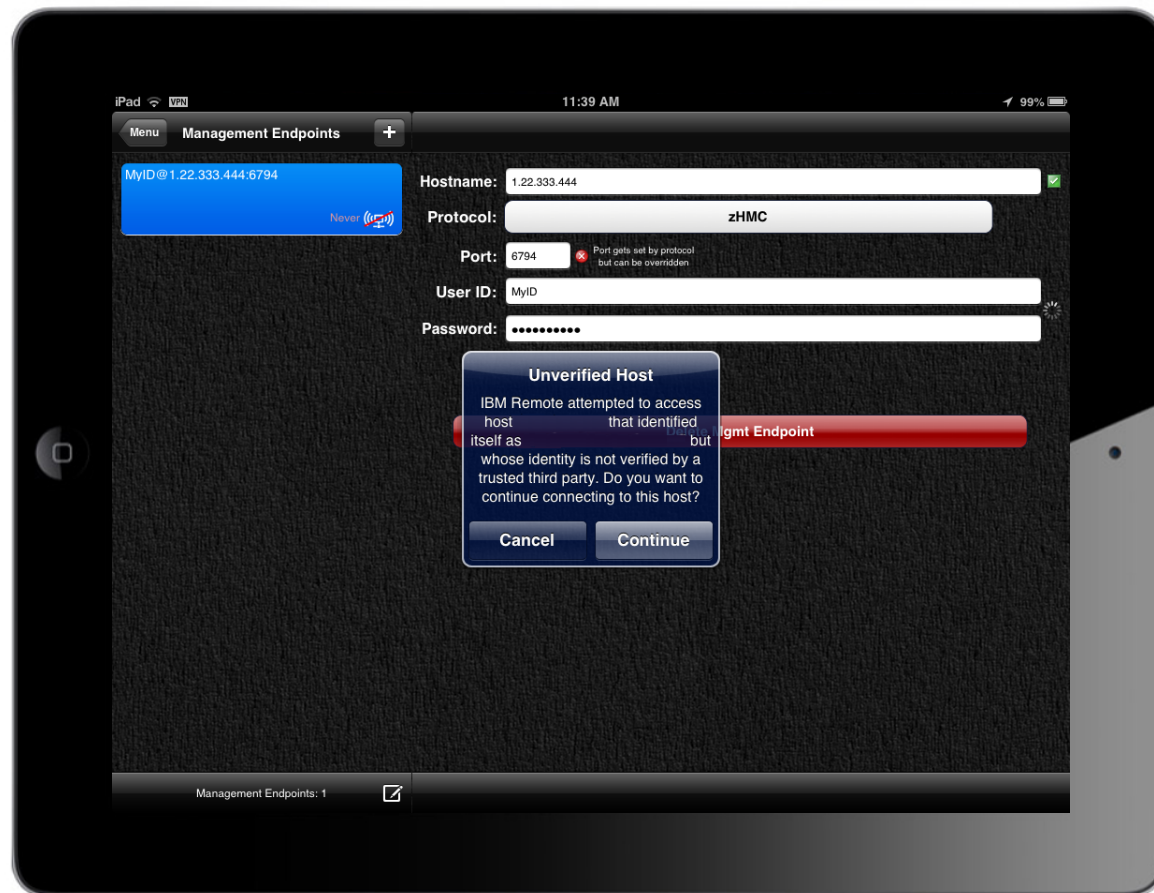 iPad VPN 11:39 AM 99%
Menu Management Endpoints +
MyID@1.22.333.444:6794
Never
Hostname: 1.22.333.444
Protocol: zHMC
Port: 6794 Port gets set by protocol
but can be overridden
User ID: MyID
Password: ••••••••••
Delete Mgmt Endpoint
Unverified Host
IBM Remote attempted to access
host that identified
itself as but
whose identity is not verified by a
trusted third party. Do you want to
continue connecting to this host?
Cancel Continue
Management Endpoints: 1